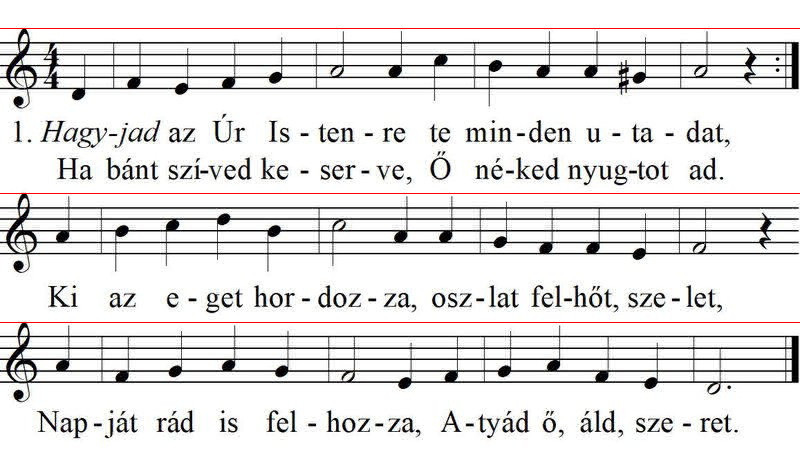 1. Hagy-jad az Úr Is - ten - re te min - den u - ta - dat,
Ha bánt szí-ved ke - ser - ve, Ő né-ked nyug-tot ad.
Ki az e - get hor - doz - za, osz-lat fel-hőt, sze - let,
Nap - ját rád is fel - hoz - za, A-tyád ő, áld, sze - ret.